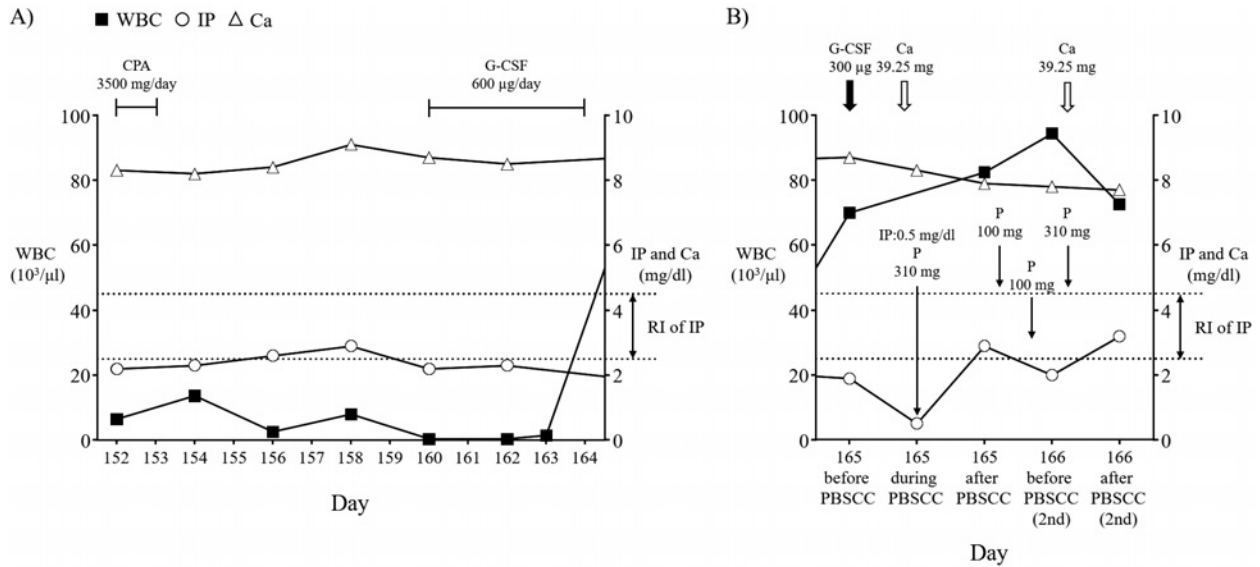 A)
■ WBC ○ IP △ Ca
CPA
3500 mg/day
G-CSF
600 µg/day
100
80
60
40
20
0
WBC
(10³/µl)
10
8
6
4
2
0
IP and Ca
(mg/dl)
RI of IP
152 153 154 155 156 157 158 160 161 162 163 164
Day
B)
G-CSF
300 µg
Ca
39.25 mg
Ca
39.25 mg
100
80
60
40
20
0
WBC
(10³/µl)
IP:0.5 mg/dl
P
310 mg
P
100 mg
P
100 mg
P
310 mg
10
8
6
4
2
0
IP and Ca
(mg/dl)
RI of IP
165
before
PBSCC
165
during
PBSCC
165
after
PBSCC
166
before
PBSCC
(2nd)
166
after
PBSCC
(2nd)
Day